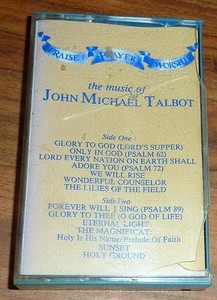 PRAISE PRAYER WORSHIP
the music of
JOHN MICHAEL TALBOT
Side One
GLORY TO GOD (LORD'S SUPPER)
ONLY IN GOD (PSALM 62)
LORD EVERY NATION ON EARTH SHALL
ADORE YOU (PSALM 72)
WE WILL RISE
WONDERFUL COUNSELOR
THE LILIES OF THE FIELD
Side Two
FOREVER WILL I SING (PSALM 89)
GLORY TO THEE (O GOD OF LIFE)
ETERNAL LIGHT
THE MAGNIFICAT:
Holy Is His Name/Prelude Of Faith
SUNSET
HOLY GROUND